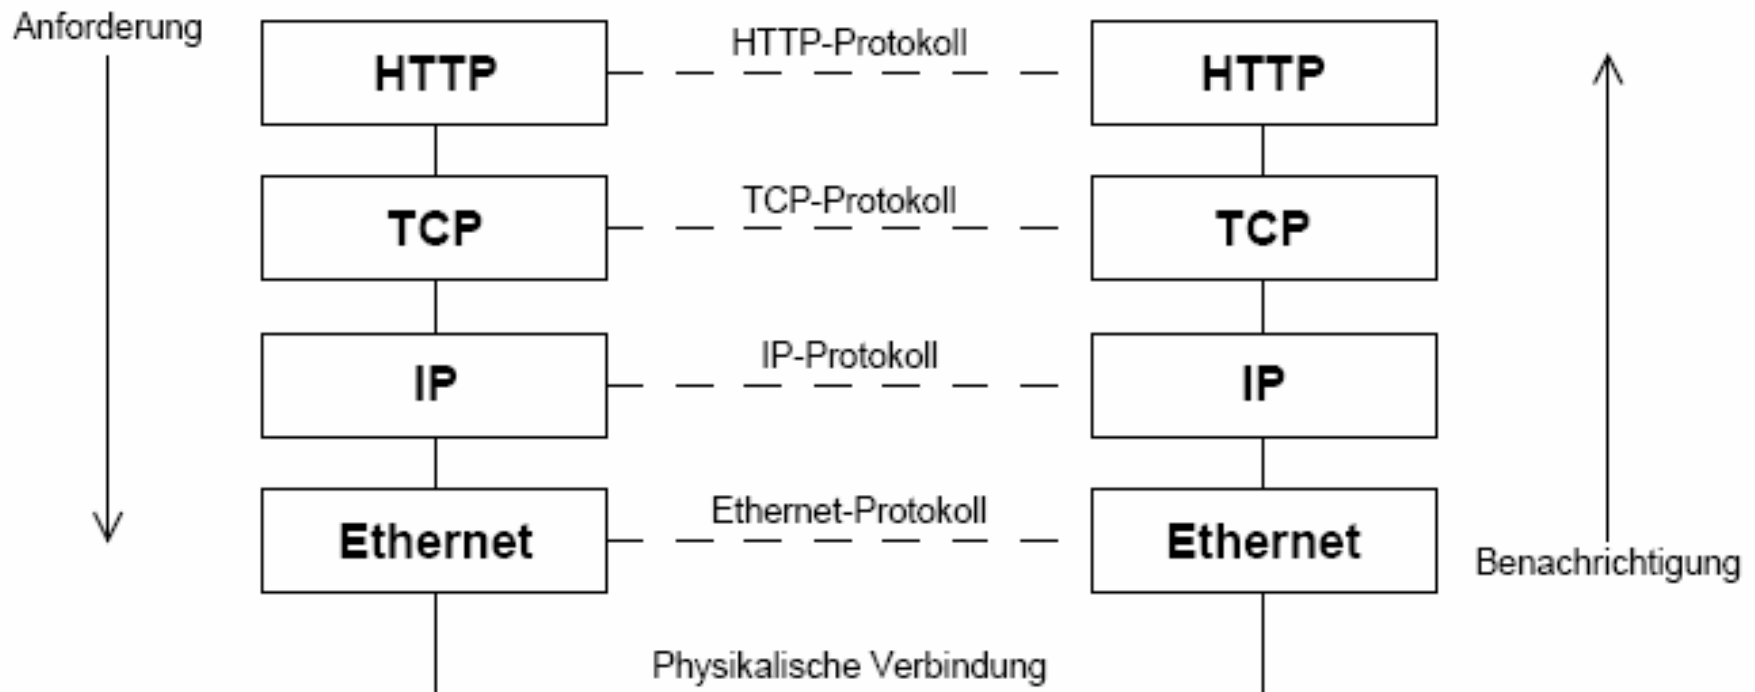 Anforderung
HTTP
HTTP-Protokoll
HTTP
TCP
TCP-Protokoll
TCP
IP
IP-Protokoll
IP
Ethernet
Ethernet-Protokoll
Ethernet
Benachrichtigung
Physikalische Verbindung